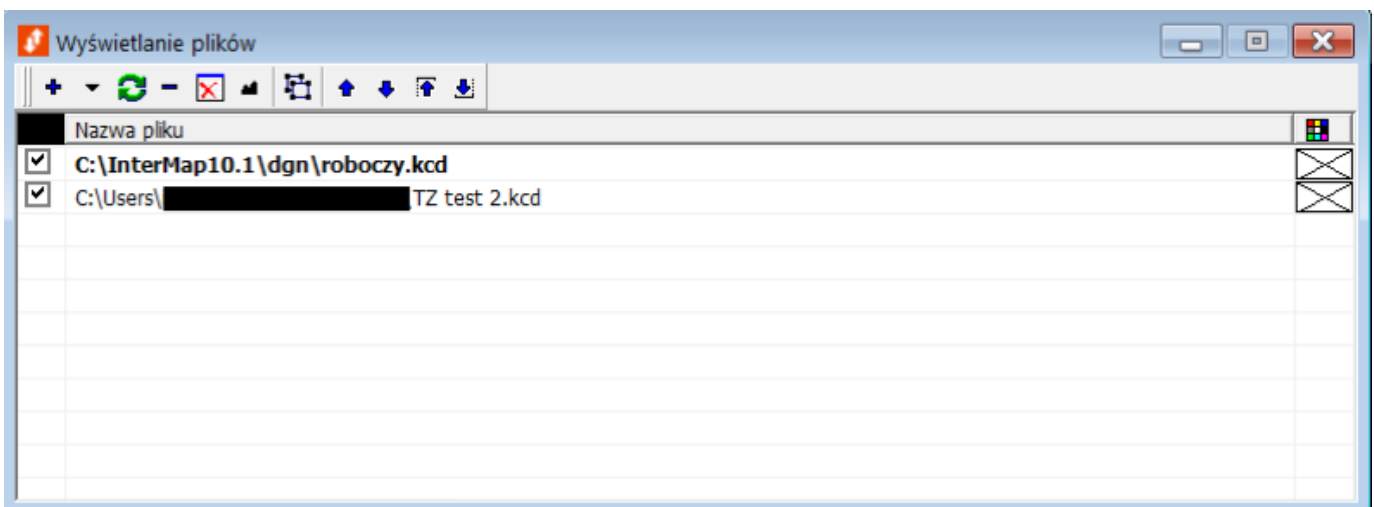 Wyświetlanie plików
Nazwa pliku
C:\InterMap10.1\dgn\roboczy.kcd
C:\Users\ TZ test 2.kcd